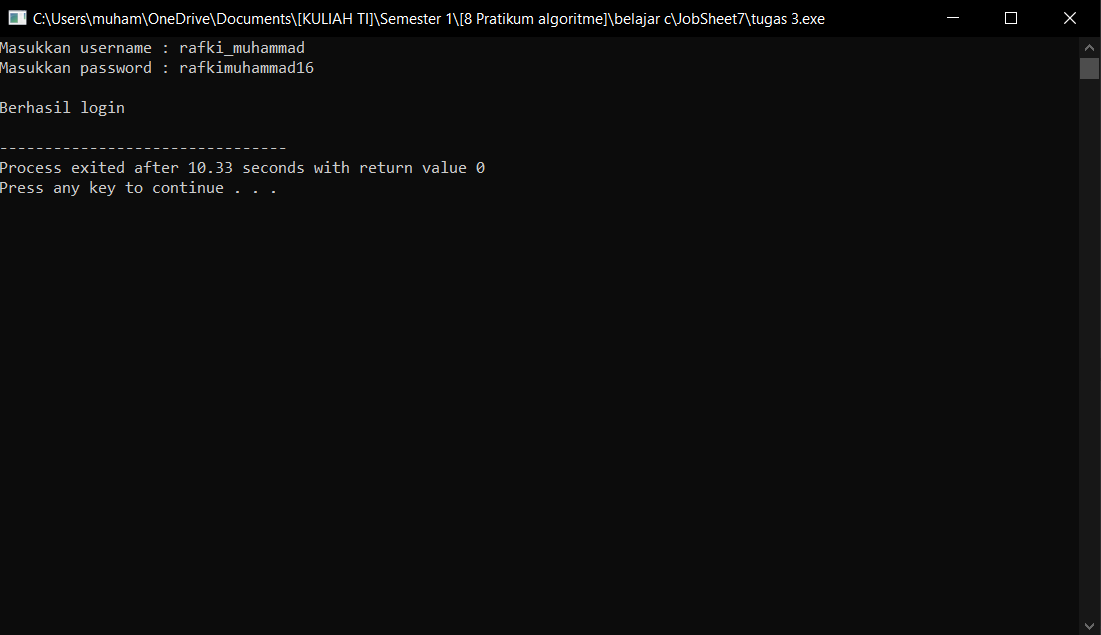 C:\Users\muham\OneDrive\Documents\[KULIAH TI]\Semester 1\[8 Pratikum algoritme]\belajar c\JobSheet7\tugas 3.exe
Masukkan username : rafki_muhammad
Masukkan password : rafkimuhammad16
Berhasil login
--------------------------------
Process exited after 10.33 seconds with return value 0
Press any key to continue . . .